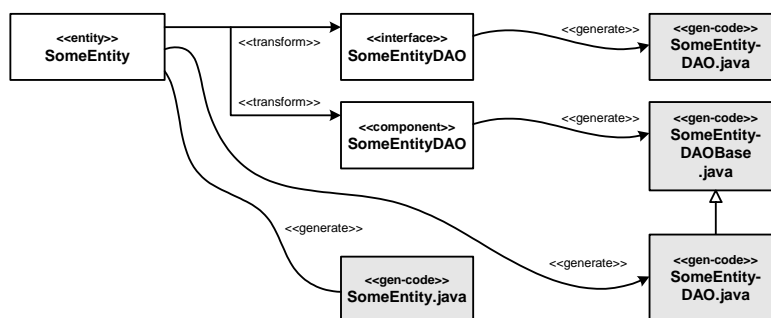 <<entity>>
SomeEntity
<<transform>>
<<interface>>
SomeEntityDAO
<<generate>>
<<gen-code>>
SomeEntity-
DAO.java
<<transform>>
<<component>>
SomeEntityDAO
<<generate>>
<<gen-code>>
SomeEntity-
DAOBase
.java
<<generate>>
<<gen-code>>
SomeEntity.java
<<generate>>
<<gen-code>>
SomeEntity-
DAO.java